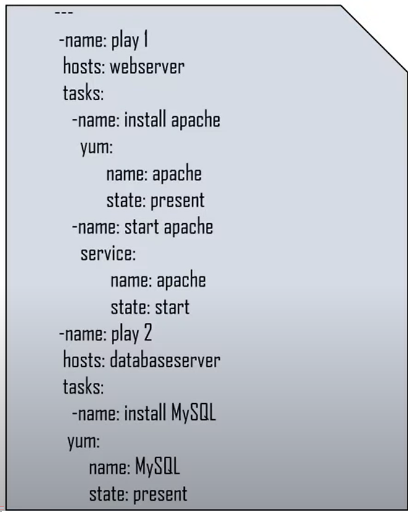 ---
-name: play 1
hosts: webserver
tasks:
-name: install apache
yum:
name: apache
state: present
-name: start apache
service:
name: apache
state: start
-name: play 2
hosts: databaseserver
tasks:
-name: install MySQL
yum:
name: MySQL
state: present